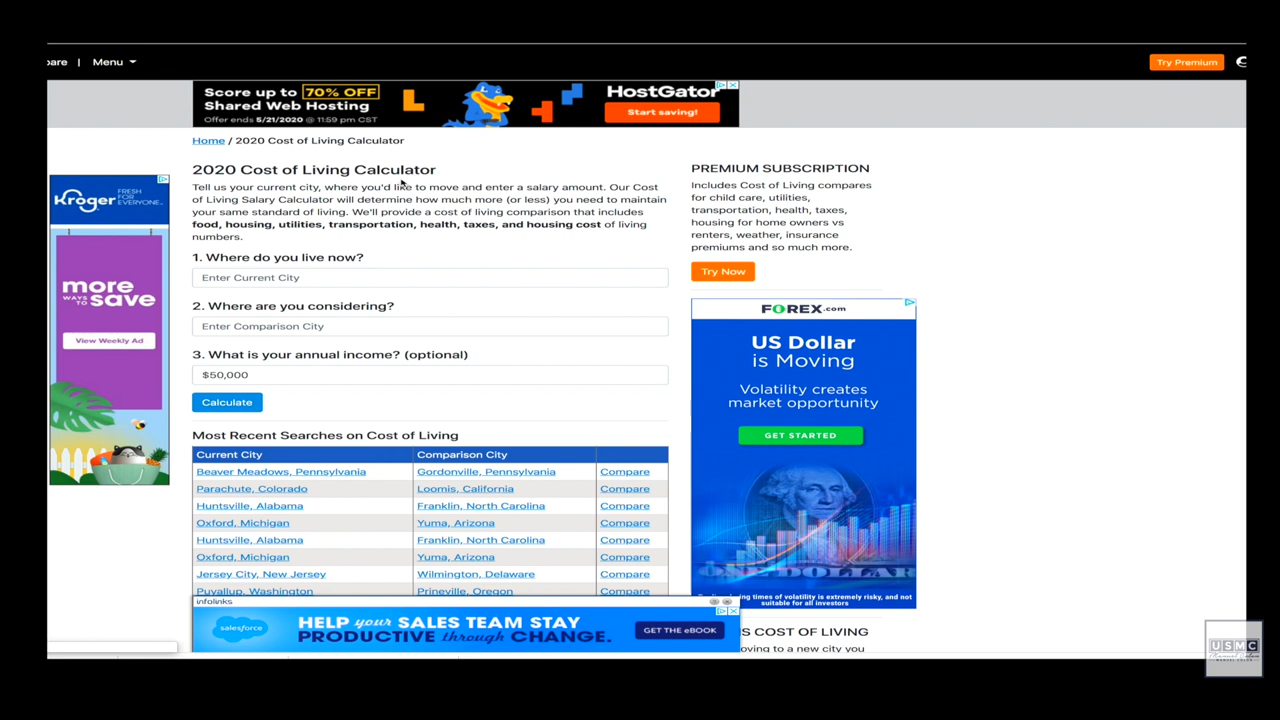 are | Menu
Try Premium
Score up to 70% OFF
Shared Web Hosting
Offer ends 5/21/2020 @ 11:59 pm CST
HostGator
Start saving!
Home / 2020 Cost of Living Calculator
2020 Cost of Living Calculator
Tell us your current city, where you'd like to move and enter a salary amount. Our Cost
of Living Salary Calculator will determine how much more (or less) you need to maintain
your same standard of living. We'll provide a cost of living comparison that includes
food, housing, utilities, transportation, health, taxes, and housing cost of living
numbers.
1. Where do you live now?
Enter Current City
2. Where are you considering?
Enter Comparison City
3. What is your annual income? (optional)
$50,000
Calculate
Most Recent Searches on Cost of Living
Current City Comparison City
Beaver Meadows, Pennsylvania Gordonville, Pennsylvania Compare
Parachute, Colorado Loomis, California Compare
Huntsville, Alabama Franklin, North Carolina Compare
Oxford, Michigan Yuma, Arizona Compare
Huntsville, Alabama Franklin, North Carolina Compare
Oxford, Michigan Yuma, Arizona Compare
Jersey City, New Jersey Wilmington, Delaware Compare
Puyallup, Washington Prineville, Oregon Compare
infolinks
salesforce
HELP your SALES TEAM STAY
PRODUCTIVE through CHANGE.
GET THE eBOOK
Kroger
FRESH
FOR
EVERYONE™
more
WAYS TO
save
View Weekly Ad
PREMIUM SUBSCRIPTION
Includes Cost of Living compares
for child care, utilities,
transportation, health, taxes,
housing for home owners vs
renters, weather, insurance
premiums and so much more.
Try Now
FOREX.com
US Dollar
is Moving
Volatility creates
market opportunity
GET STARTED
ONE DOLLAR
ing times of volatility is extremely risky, and not
suitable for all investors
S COST OF LIVING
oving to a new city you
USMC